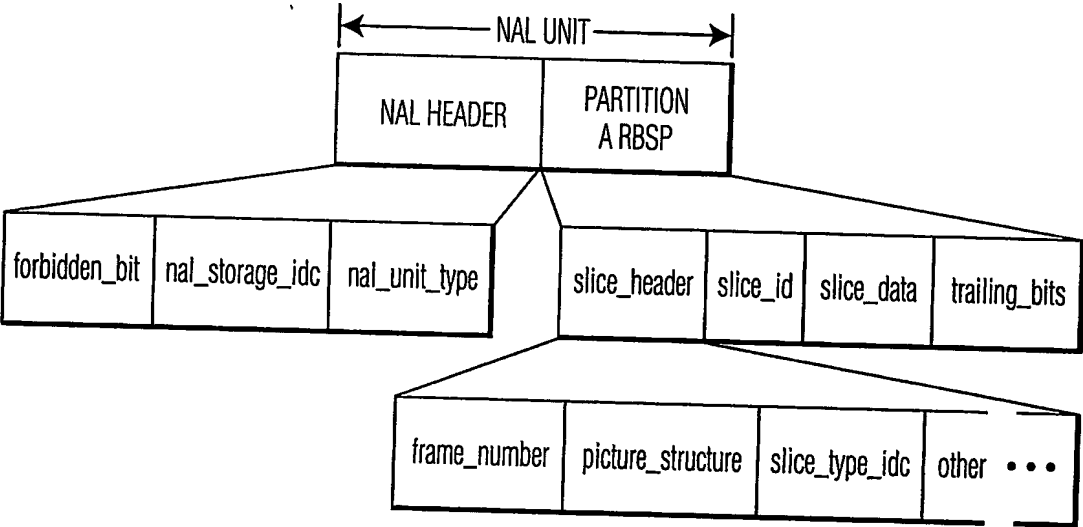 NAL UNIT
NAL HEADER
PARTITION
A RBSP
forbidden_bit
nal_storage_idc
nal_unit_type
slice_header
slice_id
slice_data
trailing_bits
frame_number
picture_structure
slice_type_idc
other •••